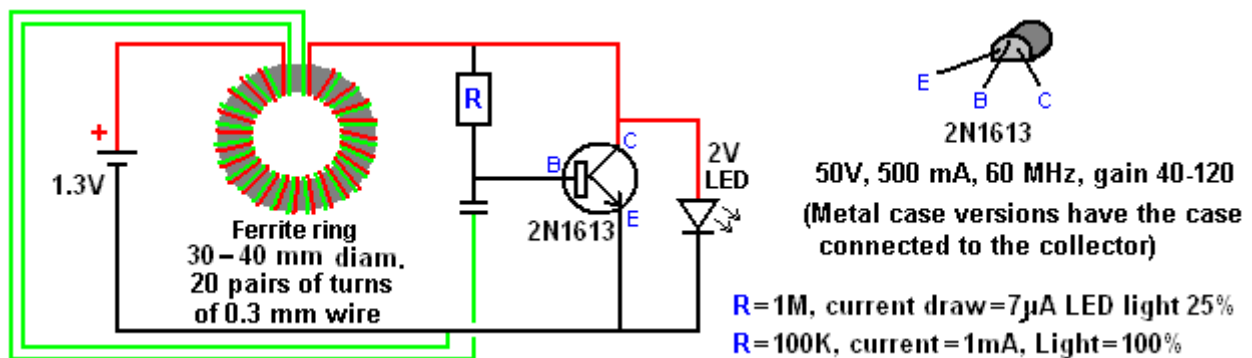 +
1.3V
Ferrite ring
30 – 40 mm diam.
20 pairs of turns
of 0.3 mm wire
R
B
C
E
2N1613
2V
LED
E
B
C
2N1613
50V, 500 mA, 60 MHz, gain 40-120
(Metal case versions have the case
connected to the collector)
R=1M, current draw=7µA LED light 25%
R=100K, current=1mA, Light=100%